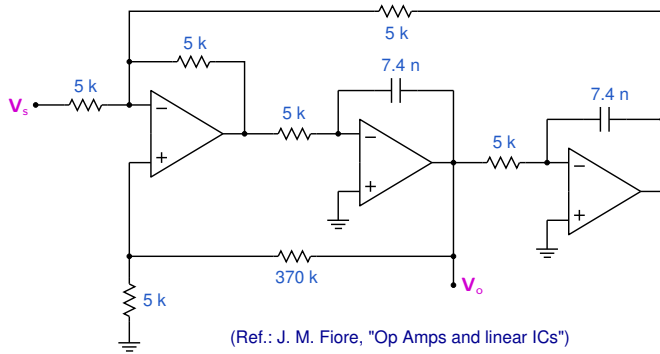 5 k
5 k
7.4 n
7.4 n
5 k
Vs
5 k
5 k
− + − + − +
370 k
5 k
Vo
(Ref.: J. M. Fiore, "Op Amps and linear ICs")